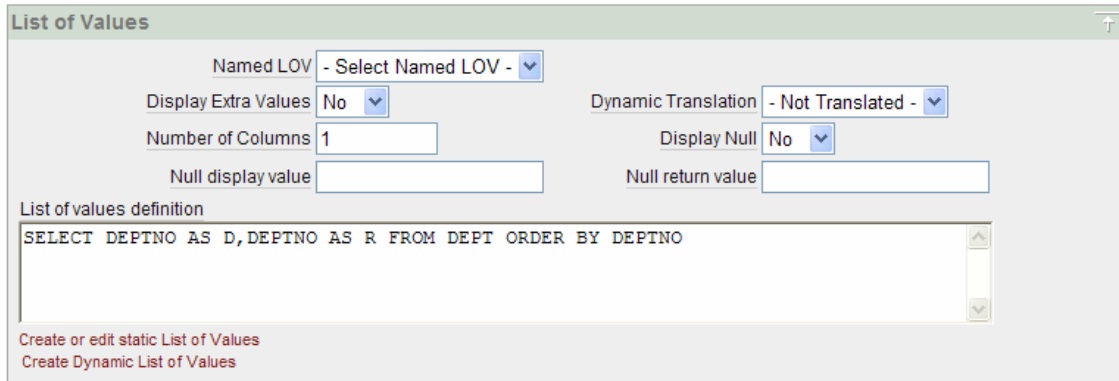 List of Values
Named LOV - Select Named LOV -
Display Extra Values No Dynamic Translation - Not Translated -
Number of Columns 1 Display Null No
Null display value Null return value
List of values definition
SELECT DEPTNO AS D,DEPTNO AS R FROM DEPT ORDER BY DEPTNO
Create or edit static List of Values
Create Dynamic List of Values